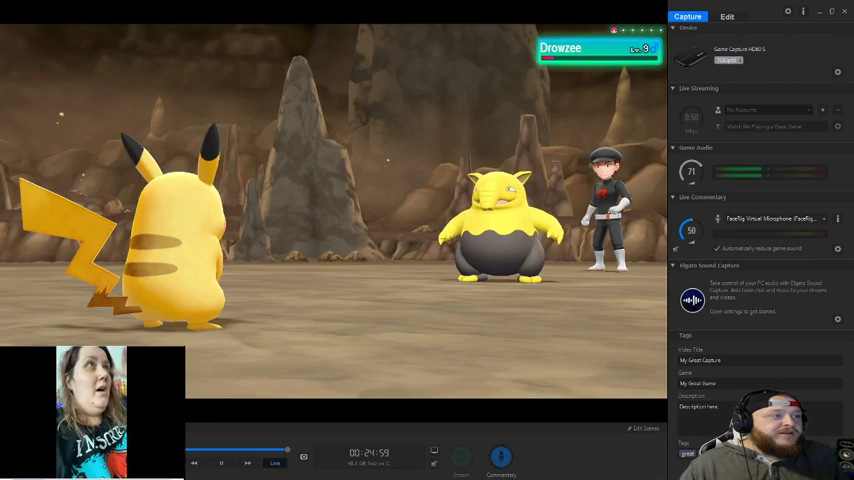 Capture
Edit
Device
Game Capture HD60 S
1080p60
Drowzee
Lv. 9
Live Streaming
0.50
Mbps
No Accounts
Watch Me Playing a Great Game
Game Audio
71
Live Commentary
50
FaceRig Virtual Microphone (FaceRig...
Automatically reduce game sound
Elgato Sound Capture
Take control of your PC audio with Elgato Sound
Capture. Add team chat and music to your streams
and videos.
Open settings to get started.
Tags
Video Title
My Great Capture
Game
My Great Game
Description
Description here
Tags
great
Edit Scenes
Live
00:24:59
Stream
Commentary